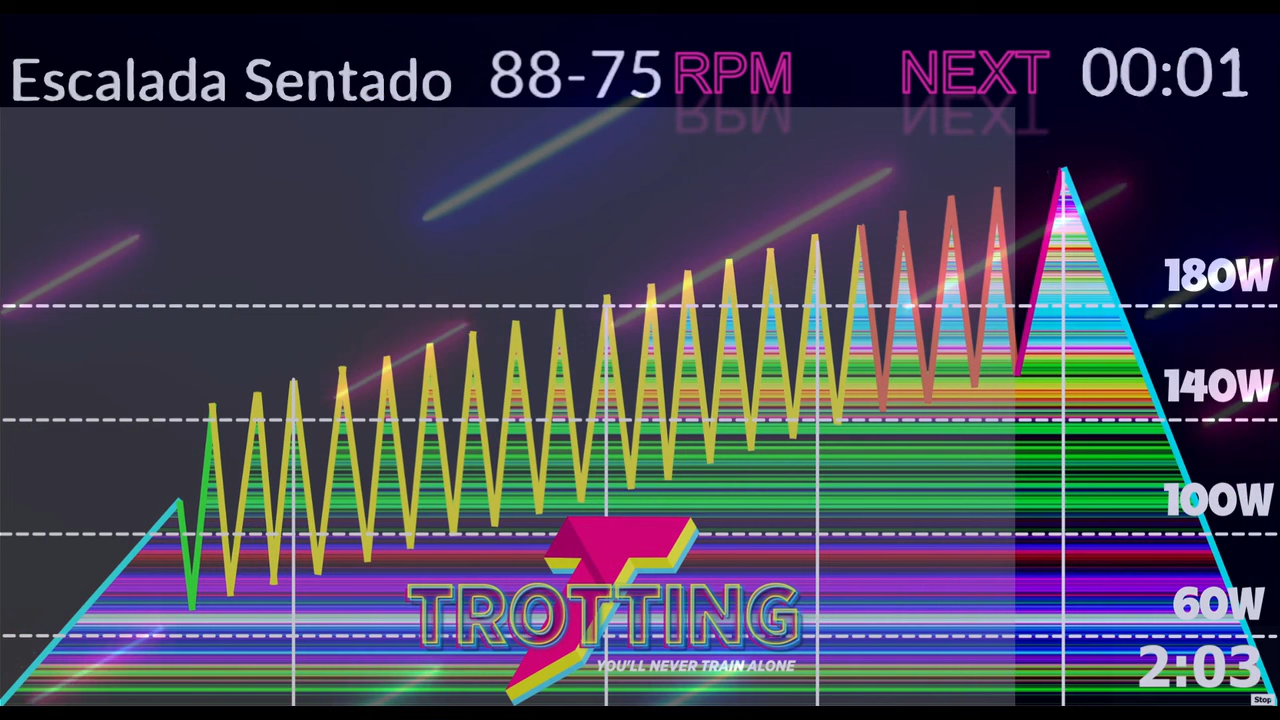 Escalada Sentado 88-75 RPM NEXT 00:01
180W
140W
100W
60W
TROTTING
YOU'LL NEVER TRAIN ALONE
2:03
Stop